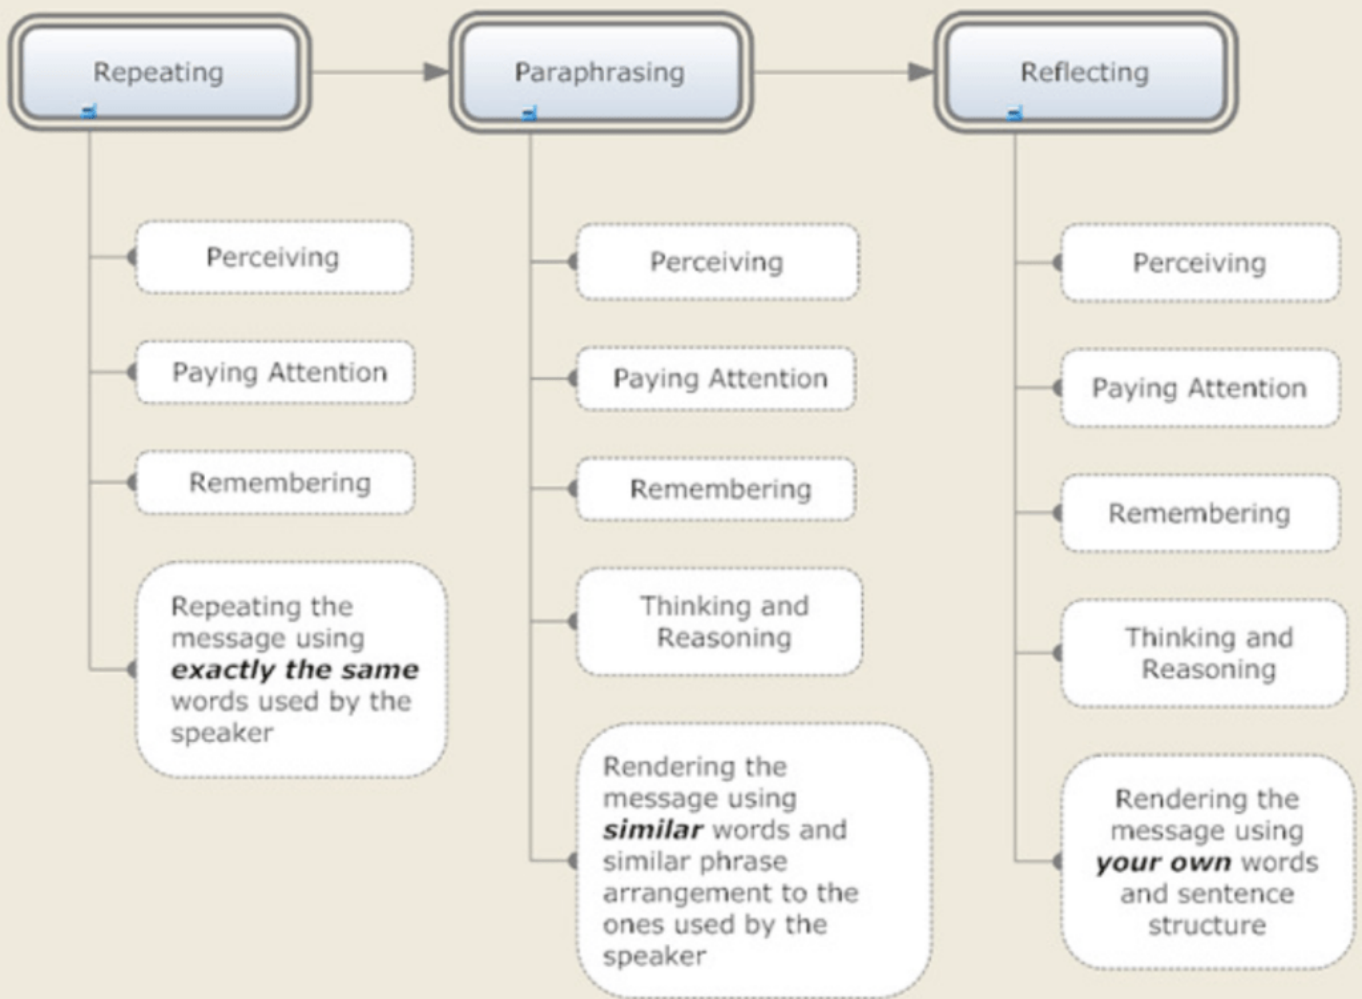 Repeating
Paraphrasing
Reflecting
Perceiving
Paying Attention
Remembering
Repeating the
message using
exactly the same
words used by the
speaker
Perceiving
Paying Attention
Remembering
Thinking and
Reasoning
Rendering the
message using
similar words and
similar phrase
arrangement to the
ones used by the
speaker
Perceiving
Paying Attention
Remembering
Thinking and
Reasoning
Rendering the
message using
your own words
and sentence
structure